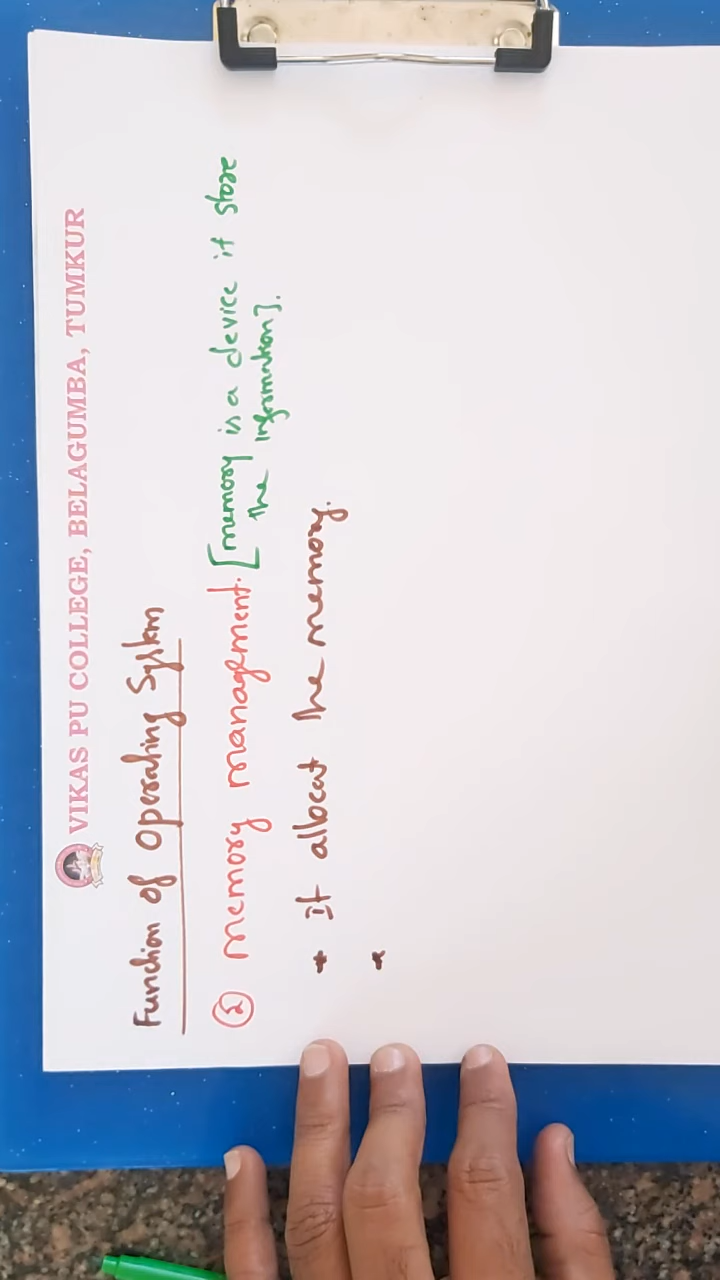 VIKAS PU COLLEGE, BELAGUMBA, TUMKUR
Function of Operating System
② memory management. [memory is a device it store
the information].
* It allocat the memory.
*